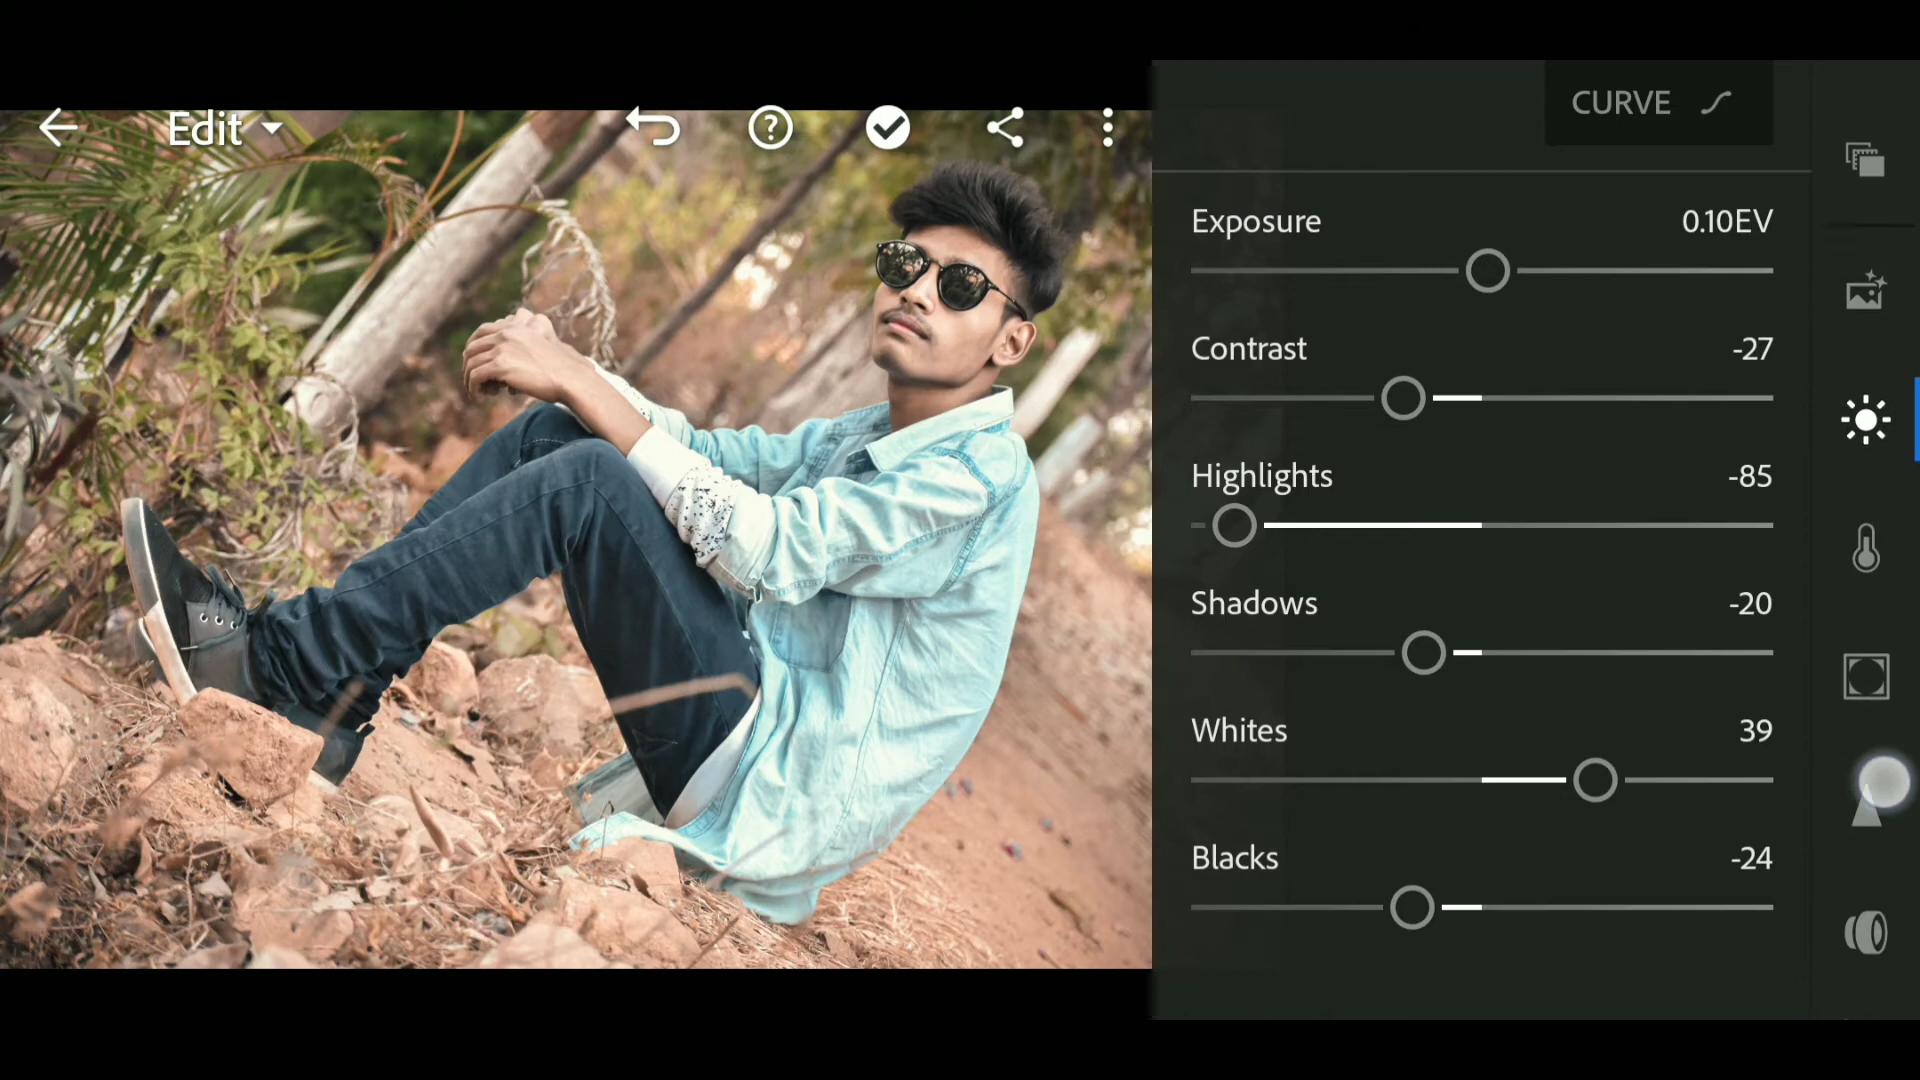 Edit
CURVE
Exposure 0.10EV
Contrast -27
Highlights -85
Shadows -20
Whites 39
Blacks -24